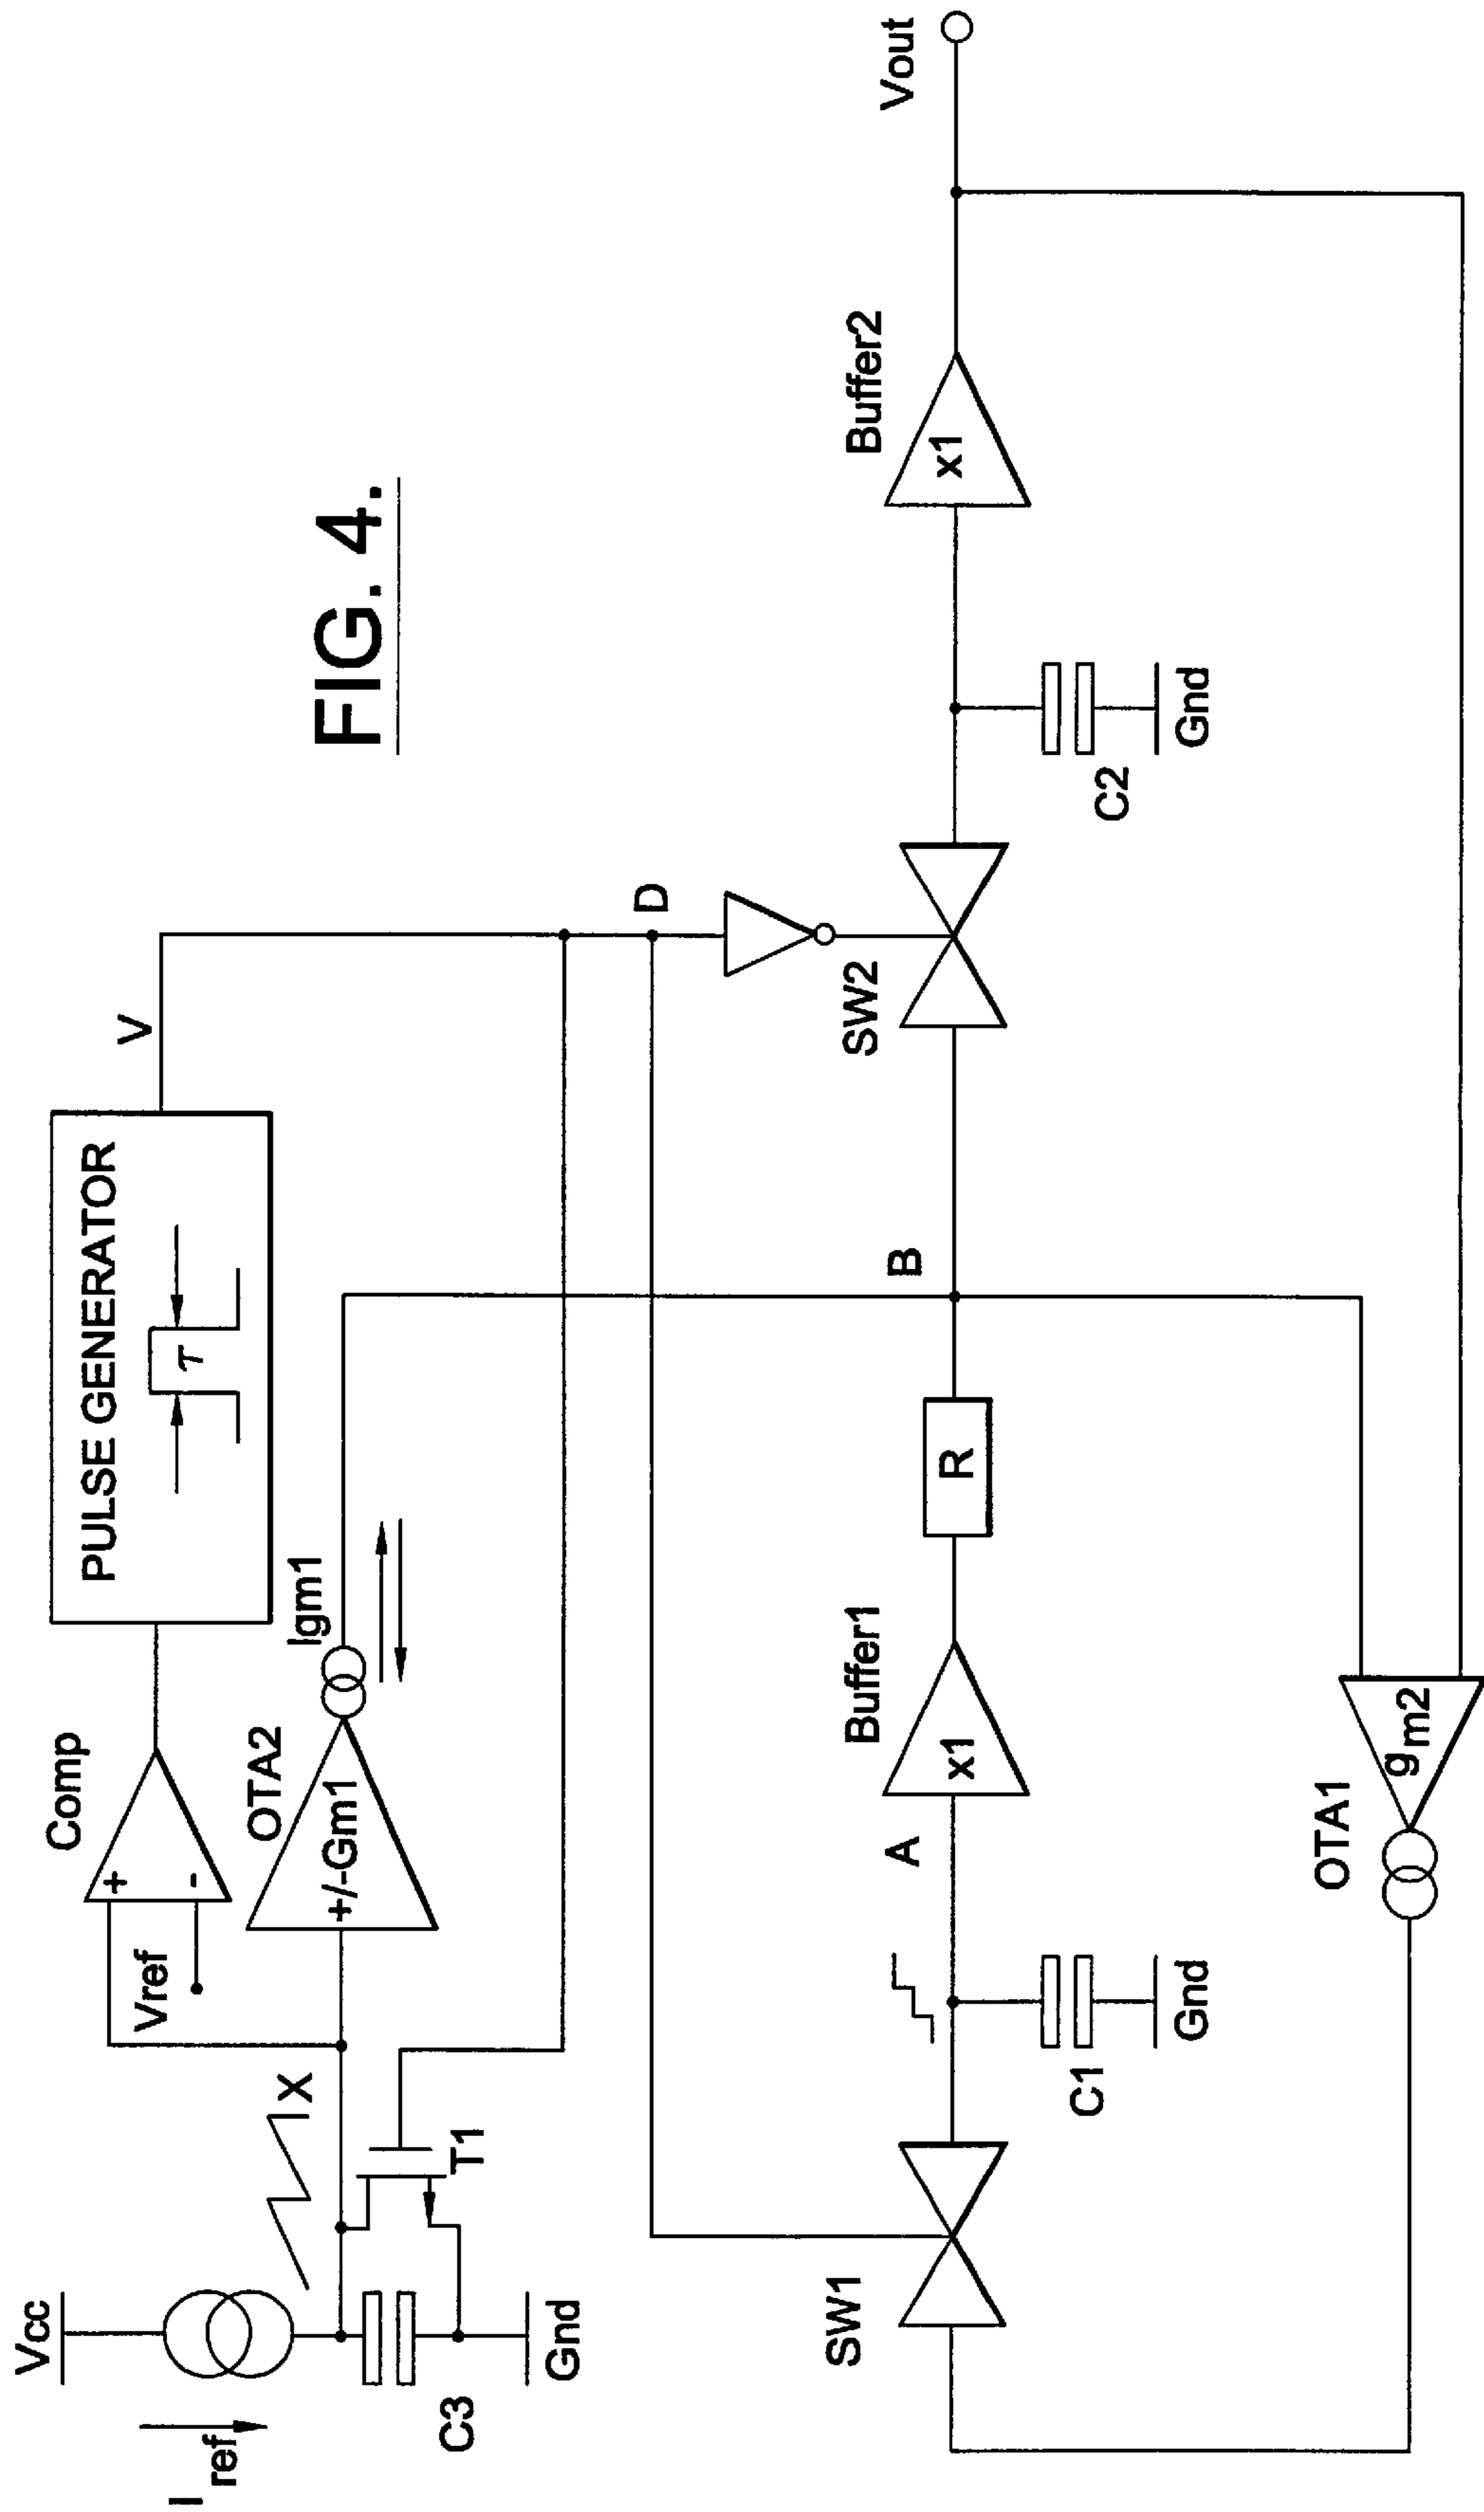 FIG. 4.
Vcc
I ref
C3
Gnd
X
T1
Vref
+
-
Comp
OTA2
+/-Gm1
Igm1
PULSE GENERATOR
τ
V
D
SW1
C1
Gnd
A
Buffer1
x1
R
B
SW2
C2
Gnd
Buffer2
x1
Vout
OTA1
gm2